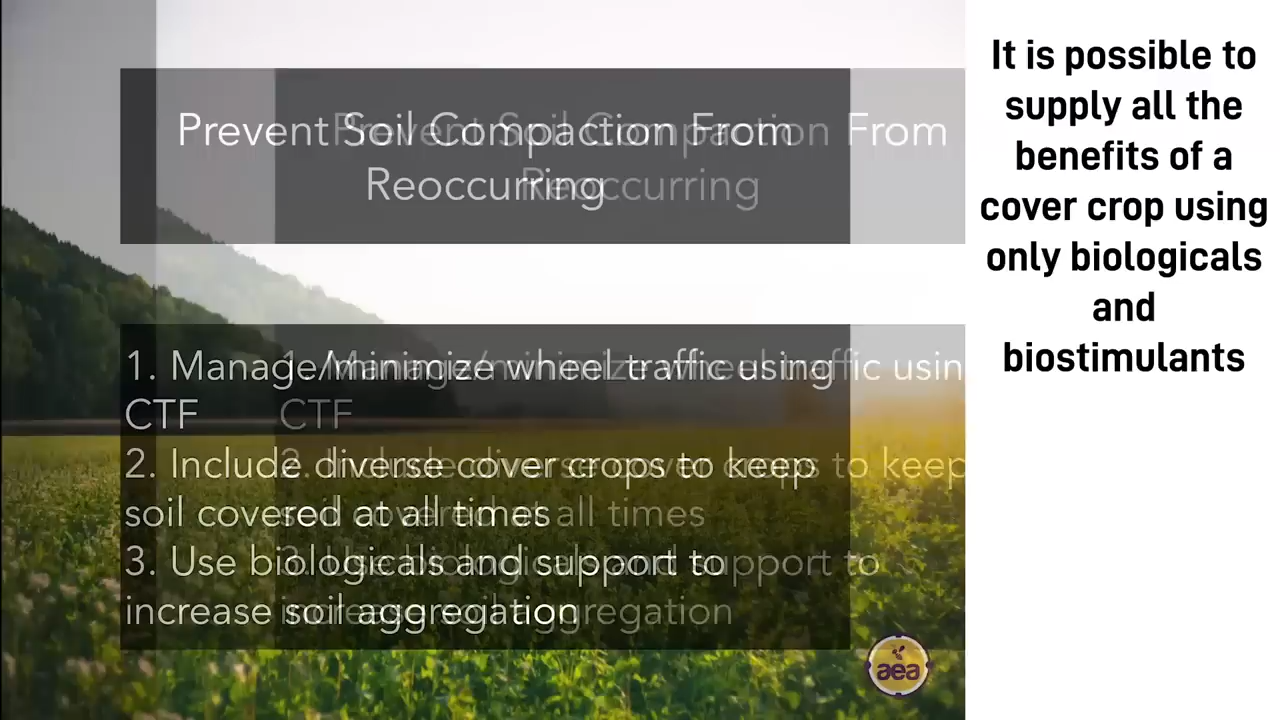 Prevent Soil Compaction From
Reoccurring
1. Manage/minimize wheel traffic using
CTF
2. Include diverse cover crops to keep
soil covered at all times
3. Use biologicals and support to
increase soil aggregation
aea
It is possible to
supply all the
benefits of a
cover crop using
only biologicals
and
biostimulants